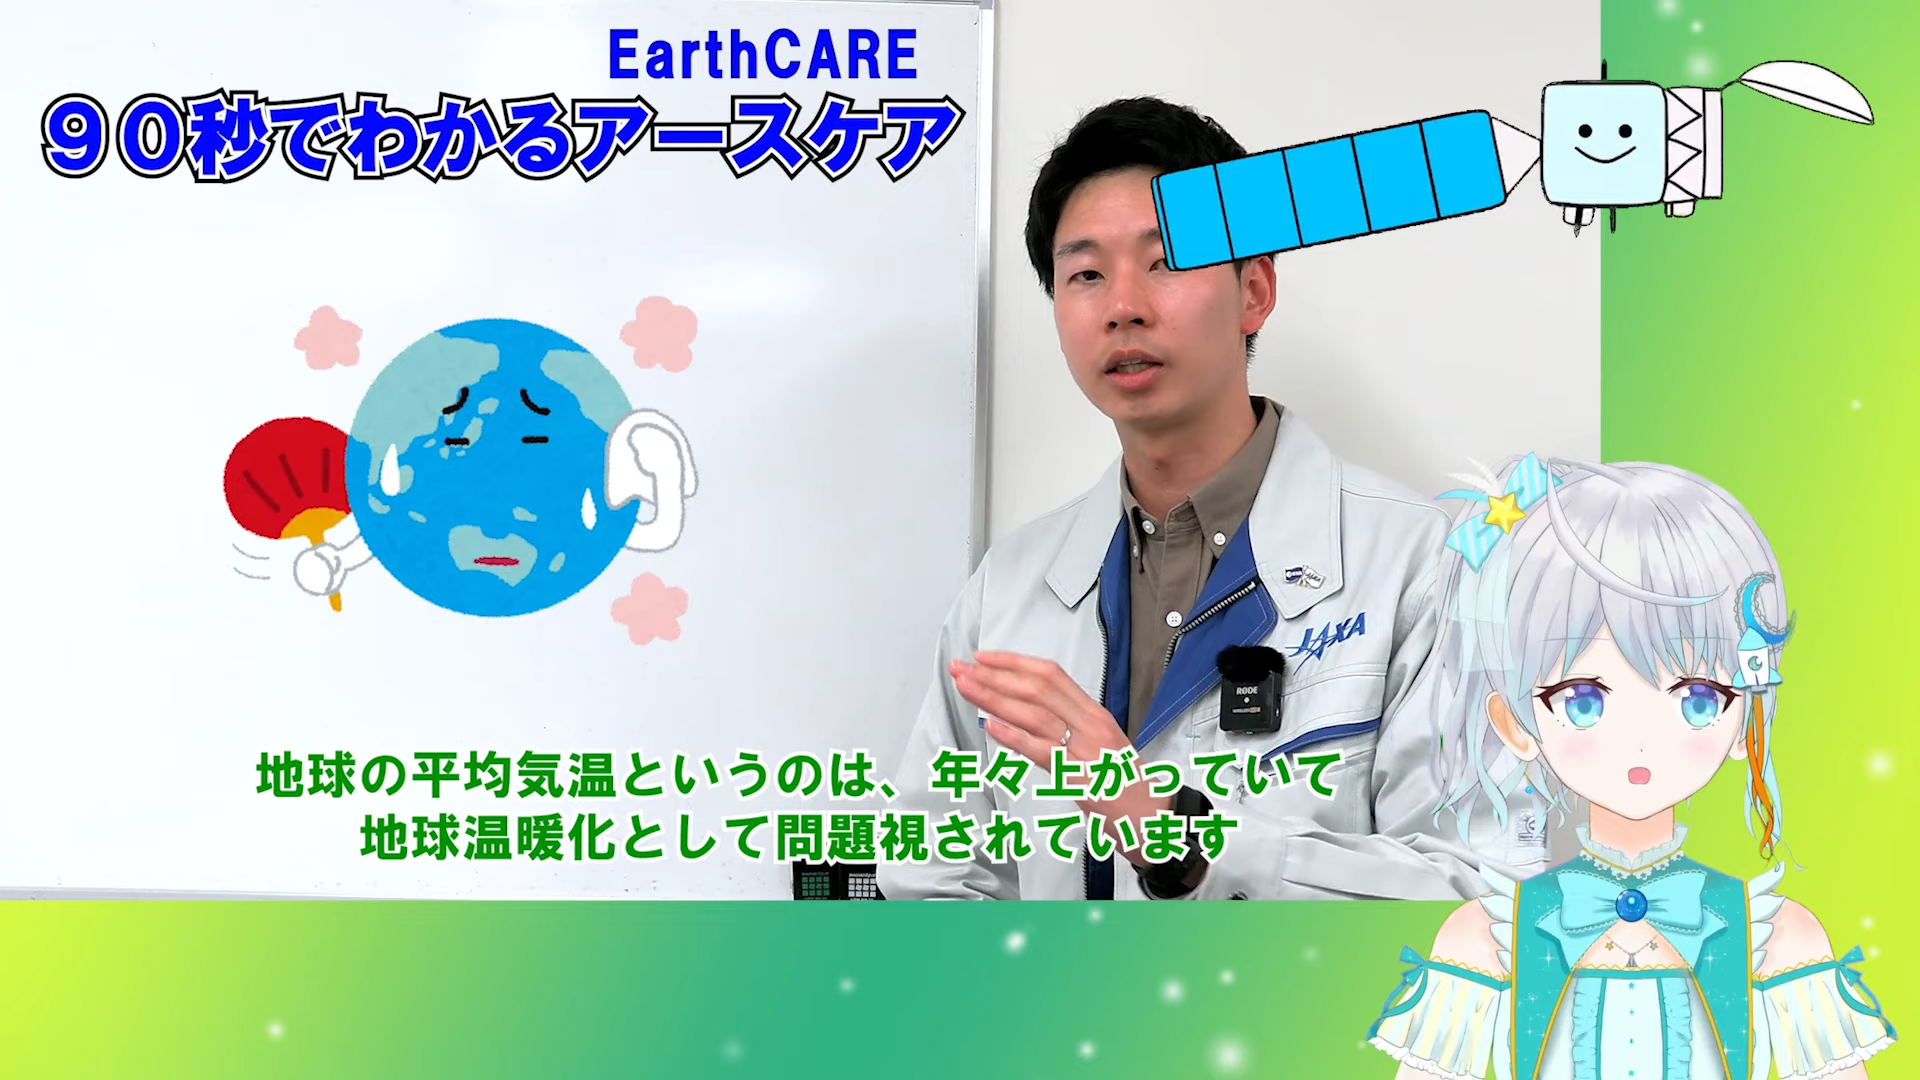 EarthCARE
90秒でわかるアースケア
JAXA
RØDE
地球の平均気温というのは、年々上がっていて
地球温暖化として問題視されています